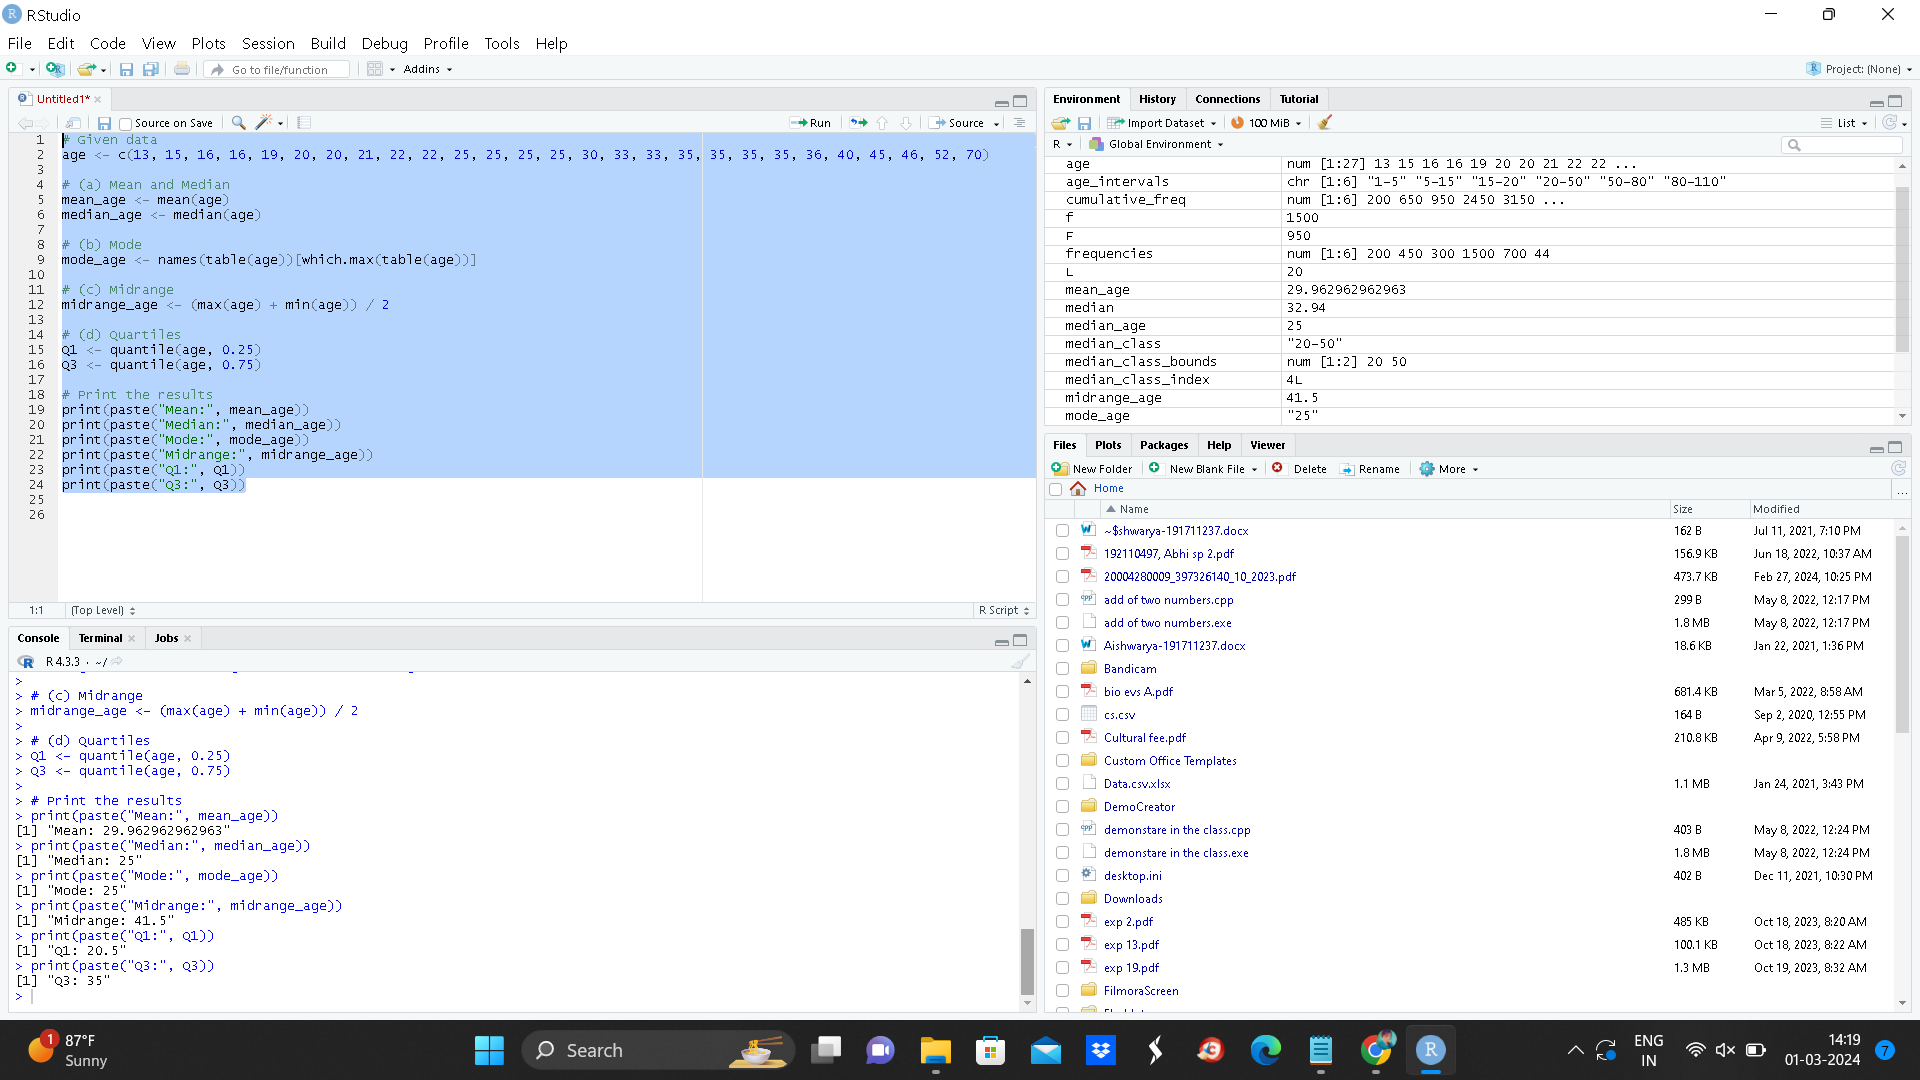 RStudio
File Edit Code View Plots Session Build Debug Profile Tools Help
Go to file/function Addins Project: (None)
Untitled1*
Source on Save Run Source
1 # Given data
2 age <- c(13, 15, 16, 16, 19, 20, 20, 21, 22, 22, 25, 25, 25, 25, 30, 33, 33, 35, 35, 35, 35, 36, 40, 45, 46, 52, 70)
3
4 # (a) Mean and Median
5 mean_age <- mean(age)
6 median_age <- median(age)
7
8 # (b) Mode
9 mode_age <- names(table(age))[which.max(table(age))]
10
11 # (c) Midrange
12 midrange_age <- (max(age) + min(age)) / 2
13
14 # (d) Quartiles
15 Q1 <- quantile(age, 0.25)
16 Q3 <- quantile(age, 0.75)
17
18 # Print the results
19 print(paste("Mean:", mean_age))
20 print(paste("Median:", median_age))
21 print(paste("Mode:", mode_age))
22 print(paste("Midrange:", midrange_age))
23 print(paste("Q1:", Q1))
24 print(paste("Q3:", Q3))
25
26
1:1 (Top Level) R Script
Console Terminal Jobs
R 4.3.3 · ~/
>
> # (c) Midrange
> midrange_age <- (max(age) + min(age)) / 2
>
> # (d) Quartiles
> Q1 <- quantile(age, 0.25)
> Q3 <- quantile(age, 0.75)
>
> # Print the results
> print(paste("Mean:", mean_age))
[1] "Mean: 29.962962962963"
> print(paste("Median:", median_age))
[1] "Median: 25"
> print(paste("Mode:", mode_age))
[1] "Mode: 25"
> print(paste("Midrange:", midrange_age))
[1] "Midrange: 41.5"
> print(paste("Q1:", Q1))
[1] "Q1: 20.5"
> print(paste("Q3:", Q3))
[1] "Q3: 35"
>
Environment History Connections Tutorial
Import Dataset 100 MiB List
R Global Environment
age num [1:27] 13 15 16 16 19 20 20 21 22 22 ...
age_intervals chr [1:6] "1-5" "5-15" "15-20" "20-50" "50-80" "80-110"
cumulative_freq num [1:6] 200 650 950 2450 3150 ...
f 1500
F 950
frequencies num [1:6] 200 450 300 1500 700 44
L 20
mean_age 29.962962962963
median 32.94
median_age 25
median_class "20-50"
median_class_bounds num [1:2] 20 50
median_class_index 4L
midrange_age 41.5
mode_age "25"
Files Plots Packages Help Viewer
New Folder New Blank File Delete Rename More
Home ...
Name Size Modified
~$shwarya-191711237.docx 162 B Jul 11, 2021, 7:10 PM
192110497, Abhi sp 2.pdf 156.9 KB Jun 18, 2022, 10:37 AM
20004280009_397326140_10_2023.pdf 473.7 KB Feb 27, 2024, 10:25 PM
add of two numbers.cpp 299 B May 8, 2022, 12:17 PM
add of two numbers.exe 1.8 MB May 8, 2022, 12:17 PM
Aishwarya-191711237.docx 18.6 KB Jan 22, 2021, 1:36 PM
Bandicam
bio evs A.pdf 681.4 KB Mar 5, 2022, 8:58 AM
cs.csv 164 B Sep 2, 2020, 12:55 PM
Cultural fee.pdf 210.8 KB Apr 9, 2022, 5:58 PM
Custom Office Templates
Data.csv.xlsx 1.1 MB Jan 24, 2021, 3:43 PM
DemoCreator
demonstare in the class.cpp 403 B May 8, 2022, 12:24 PM
demonstare in the class.exe 1.8 MB May 8, 2022, 12:24 PM
desktop.ini 402 B Dec 11, 2021, 10:30 PM
Downloads
exp 2.pdf 485 KB Oct 18, 2023, 8:20 AM
exp 13.pdf 100.1 KB Oct 18, 2023, 8:22 AM
exp 19.pdf 1.3 MB Oct 19, 2023, 8:32 AM
FilmoraScreen
1 87°F
Sunny
Search
ENG
IN
14:19
01-03-2024
7